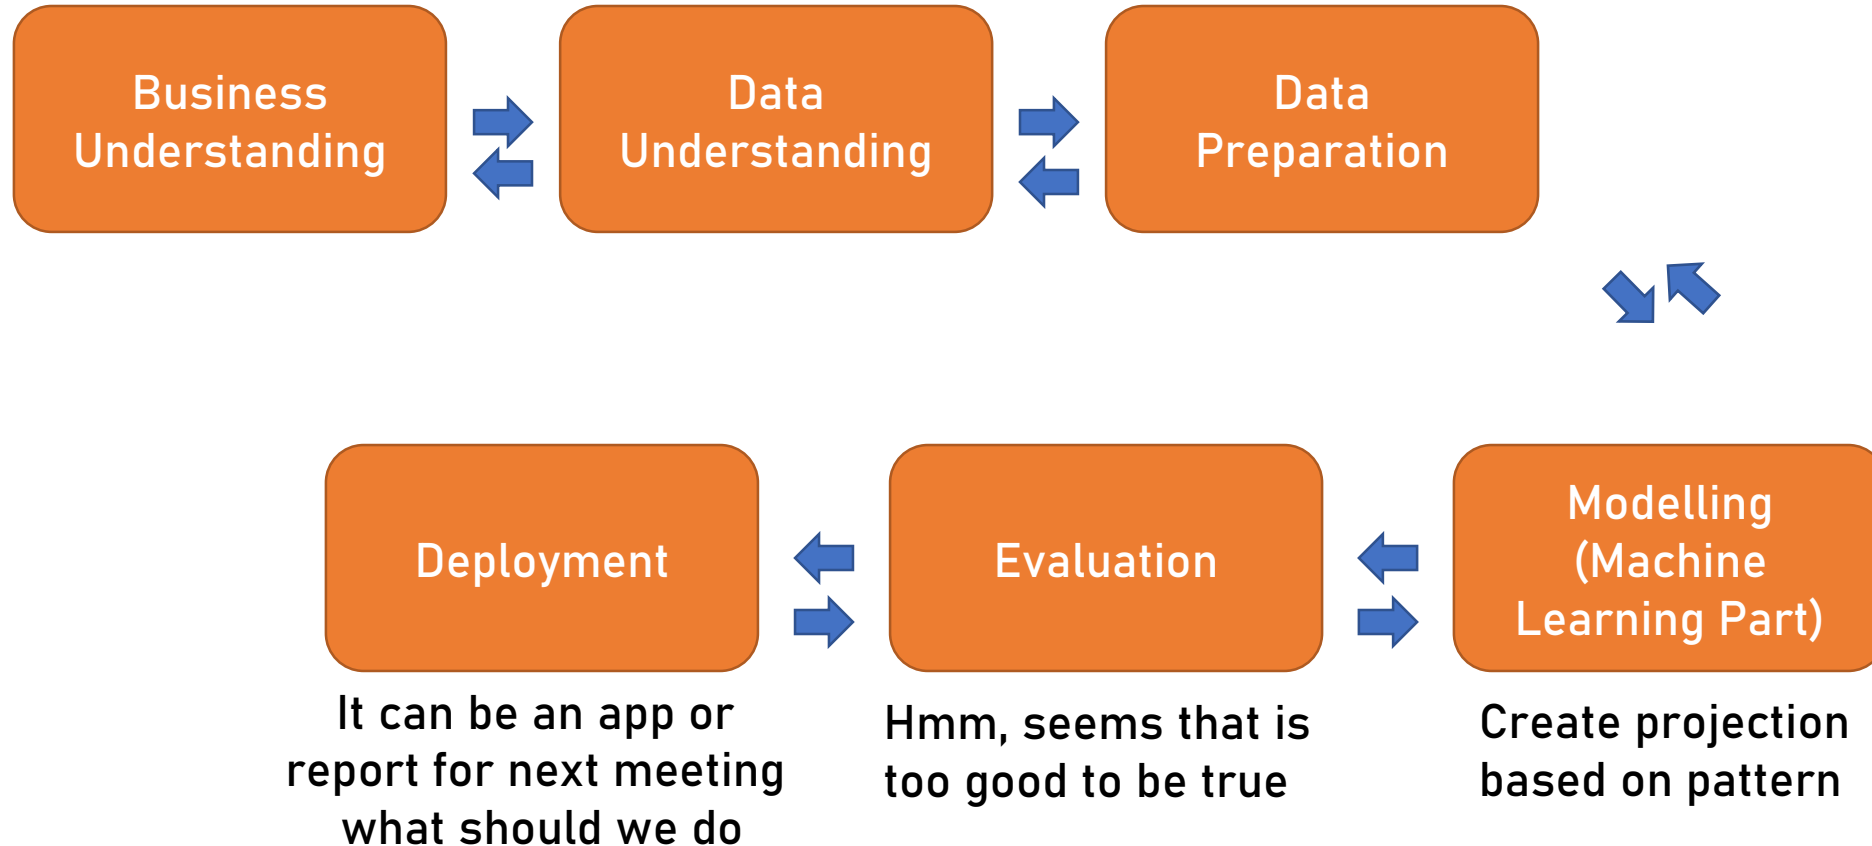 Business
Understanding
Data
Understanding
Data
Preparation
Deployment
Evaluation
Modelling
(Machine
Learning Part)
It can be an app or
report for next meeting
what should we do
Hmm, seems that is
too good to be true
Create projection
based on pattern